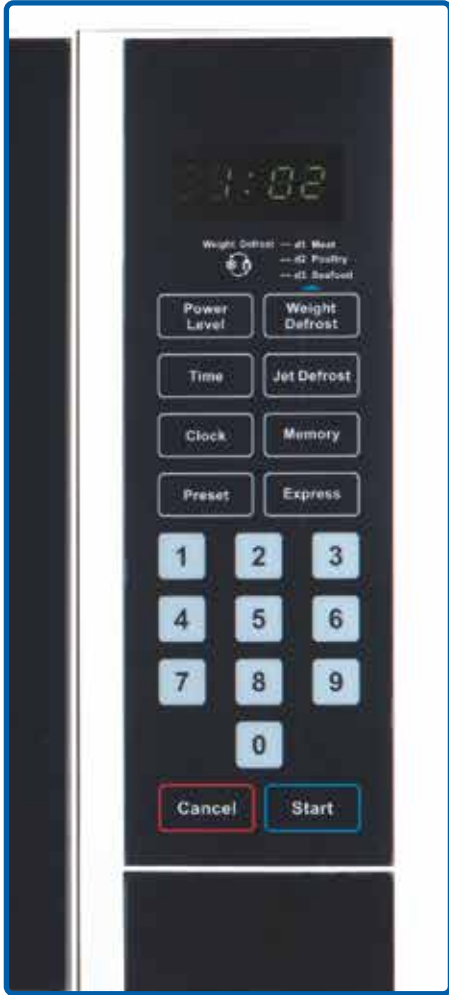 1:02
Weight Defrost --- d1 Meat
--- d2 Poultry
--- d3 Seafood
Power Level
Weight Defrost
Time
Jet Defrost
Clock
Memory
Preset
Express
1 2 3
4 5 6
7 8 9
0
Cancel
Start